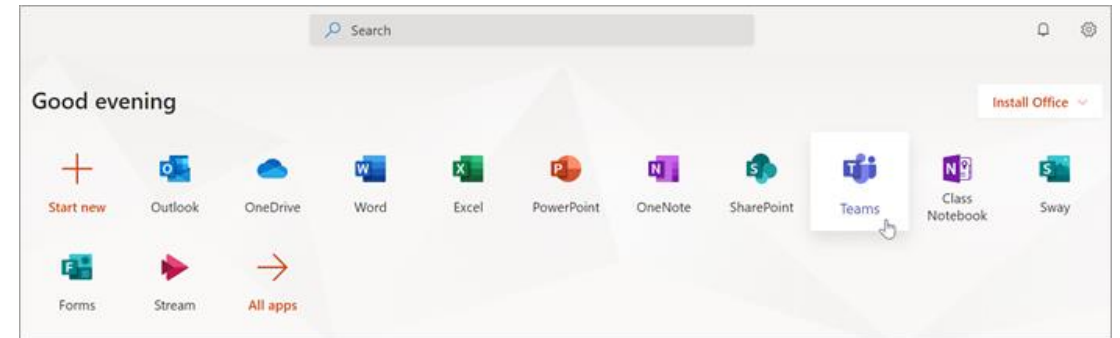 Search
Good evening
Install Office
Start new
Outlook
OneDrive
Word
Excel
PowerPoint
OneNote
SharePoint
Teams
Class
Notebook
Sway
Forms
Stream
All apps